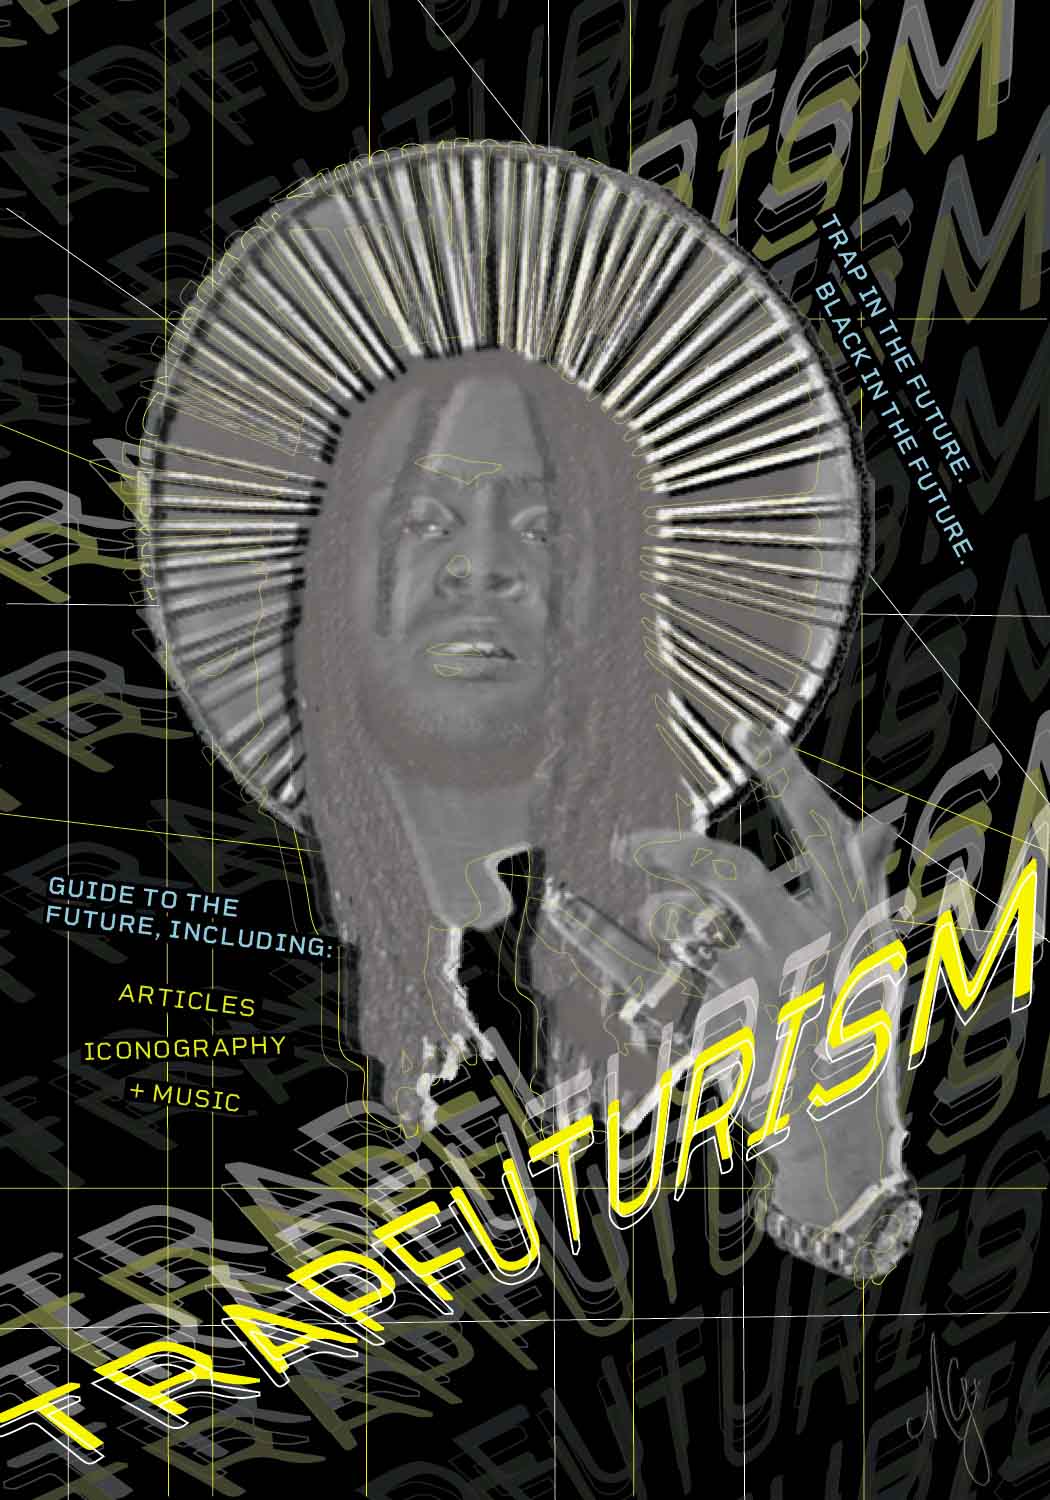 TRAP IN THE FUTURE.
BLACK IN THE FUTURE.
GUIDE TO THE
FUTURE, INCLUDING:
ARTICLES
ICONOGRAPHY
+ MUSIC
TRAPFUTURISM